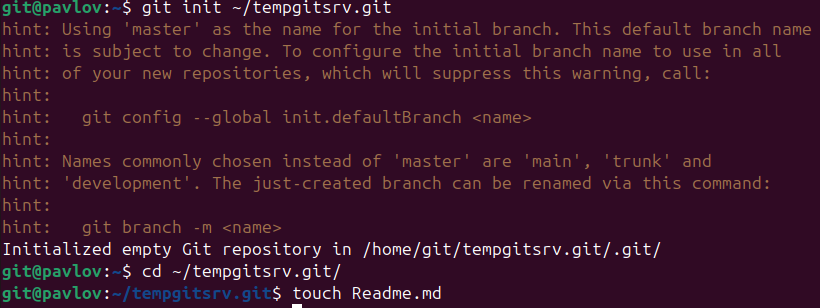 git@pavlov:~$ git init ~/tempgitsrv.git
hint: Using 'master' as the name for the initial branch. This default branch name
hint: is subject to change. To configure the initial branch name to use in all
hint: of your new repositories, which will suppress this warning, call:
hint:
hint:   git config --global init.defaultBranch <name>
hint:
hint: Names commonly chosen instead of 'master' are 'main', 'trunk' and
hint: 'development'. The just-created branch can be renamed via this command:
hint:
hint:   git branch -m <name>
Initialized empty Git repository in /home/git/tempgitsrv.git/.git/
git@pavlov:~$ cd ~/tempgitsrv.git/
git@pavlov:~/tempgitsrv.git$ touch Readme.md